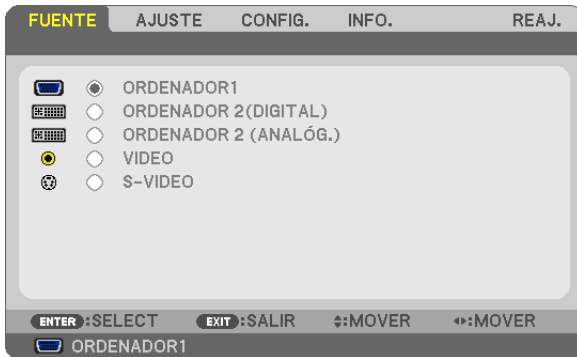 FUENTE AJUSTE CONFIG. INFO. REAJ.
ORDENADOR1
ORDENADOR 2(DIGITAL)
ORDENADOR 2 (ANALÓG.)
VIDEO
S-VIDEO
ENTER :SELECT EXIT :SALIR :MOVER :MOVER
ORDENADOR1